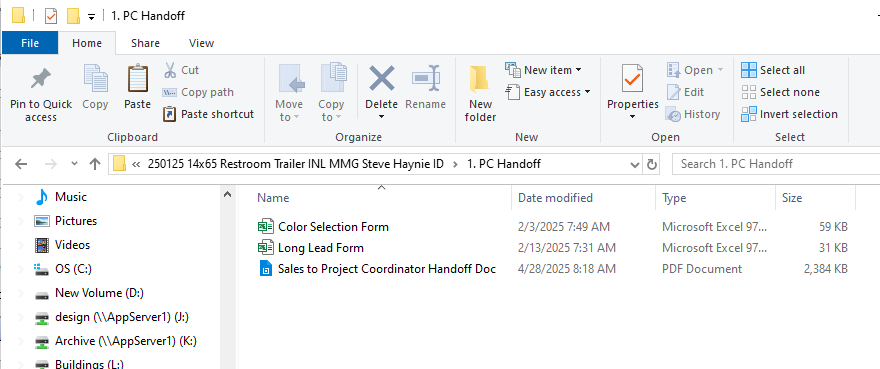 1. PC Handoff
File Home Share View
Pin to Quick access
Copy
Paste
Cut
Copy path
Paste shortcut
Clipboard
Move to
Copy to
Delete
Rename
Organize
New folder
New item
Easy access
New
Properties
Open
Edit
History
Open
Select all
Select none
Invert selection
Select
« 250125 14x65 Restroom Trailer INL MMG Steve Haynie ID > 1. PC Handoff
Search 1. PC Handoff
Music
Pictures
Videos
OS (C:)
New Volume (D:)
design (\\AppServer1) (J:)
Archive (\\AppServer1) (K:)
Buildings (L:)
Name Date modified Type Size
Color Selection Form 2/3/2025 7:49 AM Microsoft Excel 97... 59 KB
Long Lead Form 2/13/2025 7:31 AM Microsoft Excel 97... 31 KB
Sales to Project Coordinator Handoff Doc 4/28/2025 8:18 AM PDF Document 2,384 KB